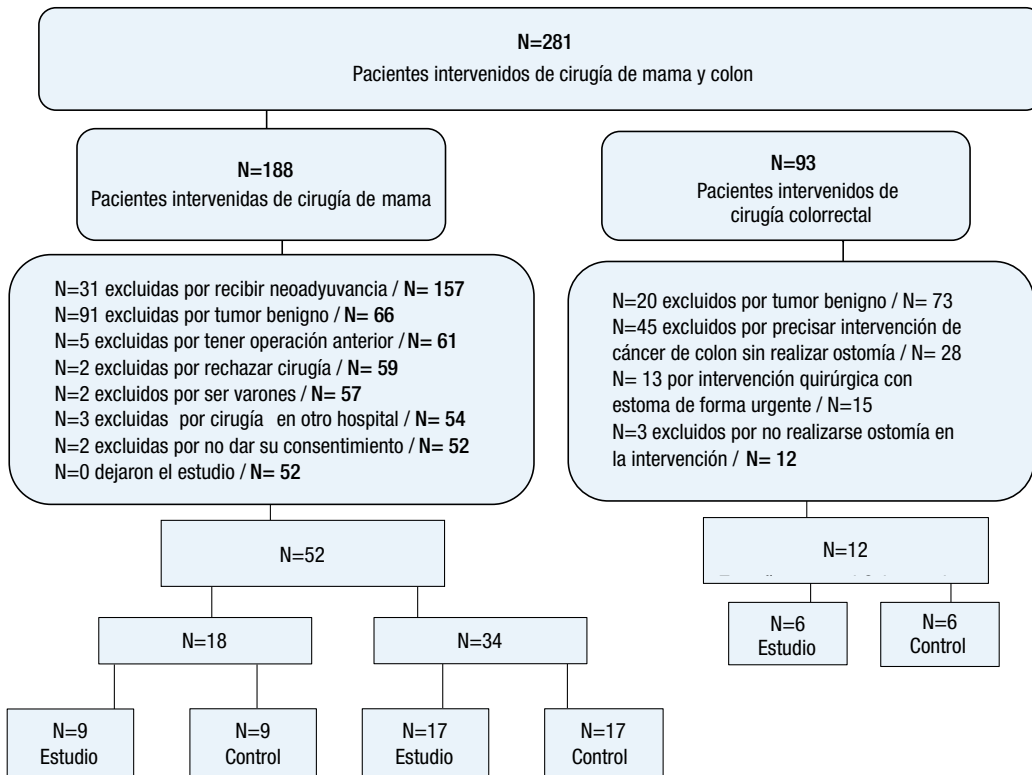 N=281
Pacientes intervenidos de cirugía de mama y colon
N=188
Pacientes intervenidas de cirugía de mama
N=93
Pacientes intervenidos de
cirugía colorrectal
N=31 excluidas por recibir neoadyuvancia / N= 157
N=91 excluidas por tumor benigno / N= 66
N=5 excluidas por tener operación anterior / N= 61
N=2 excluidas por rechazar cirugía / N= 59
N=2 excluidos por ser varones / N= 57
N=3 excluidas por cirugía en otro hospital / N= 54
N=2 excluidas por no dar su consentimiento / N= 52
N=0 dejaron el estudio / N= 52
N=20 excluidos por tumor benigno / N= 73
N=45 excluidos por precisar intervención de
cáncer de colon sin realizar ostomía / N= 28
N= 13 por intervención quirúrgica con
estoma de forma urgente / N=15
N=3 excluidos por no realizarse ostomía en
la intervención / N= 12
N=52
N=12
N=18
N=34
N=6
Estudio
N=6
Control
N=9
Estudio
N=9
Control
N=17
Estudio
N=17
Control